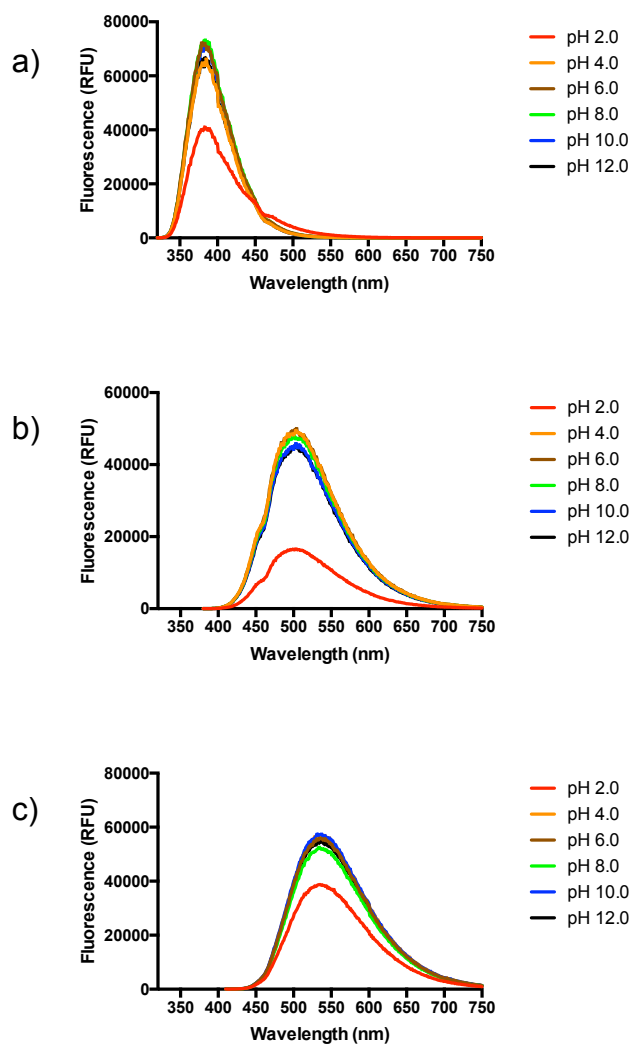 a)
Fluorescence (RFU)
80000
60000
40000
20000
0
350 400 450 500 550 600 650 700 750
Wavelength (nm)
pH 2.0
pH 4.0
pH 6.0
pH 8.0
pH 10.0
pH 12.0
b)
Fluorescence (RFU)
60000
40000
20000
0
350 400 450 500 550 600 650 700 750
Wavelength (nm)
pH 2.0
pH 4.0
pH 6.0
pH 8.0
pH 10.0
pH 12.0
c)
Fluorescence (RFU)
80000
60000
40000
20000
0
350 400 450 500 550 600 650 700 750
Wavelength (nm)
pH 2.0
pH 4.0
pH 6.0
pH 8.0
pH 10.0
pH 12.0